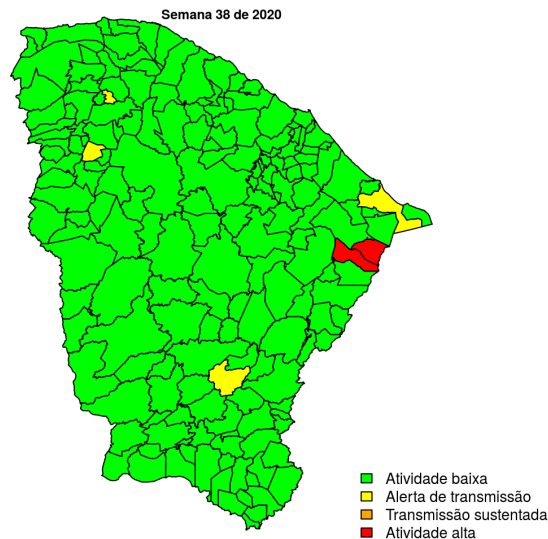 Semana 38 de 2020
Atividade baixa
Alerta de transmissão
Transmissão sustentada
Atividade alta